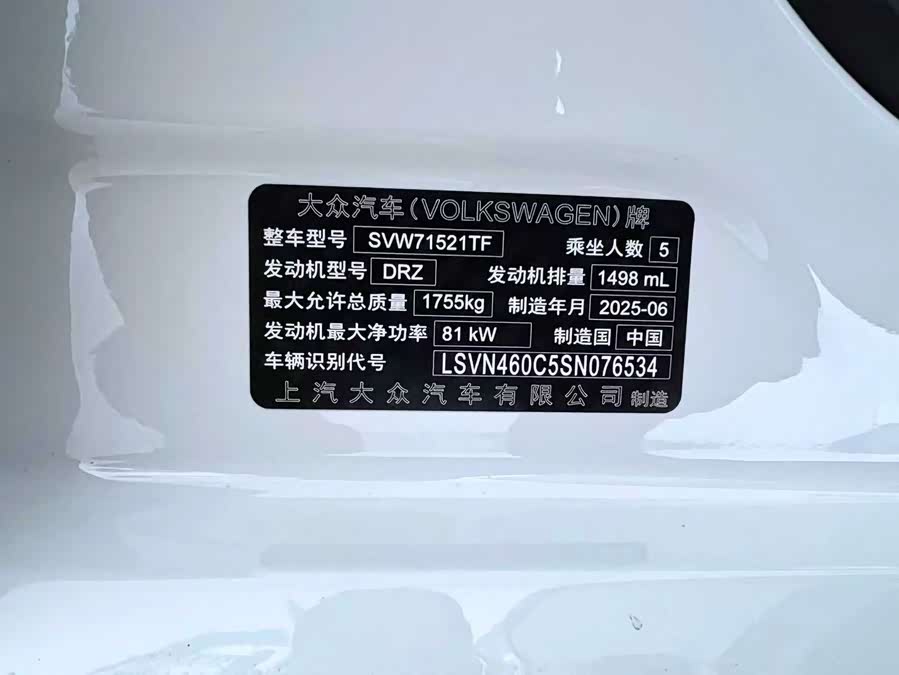 大众汽车(VOLKSWAGEN)牌
整车型号 SVW71521TF 乘坐人数 5
发动机型号 DRZ 发动机排量 1498 mL
最大允许总质量 1755kg 制造年月 2025-06
发动机最大净功率 81 kW 制造国 中国
车辆识别代号 LSVN460C5SN076534
上汽大众汽车有限公司 制造